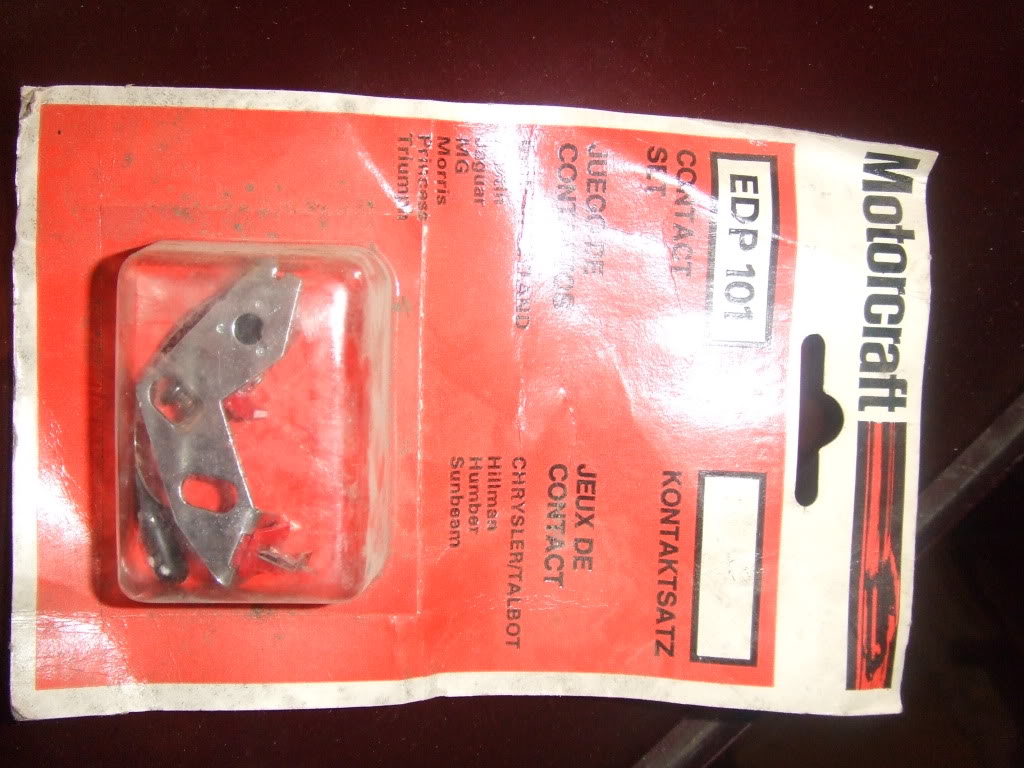 Motorcraft
EDP 101
CONTACT
SET
KONTAKTSATZ
JUEGO DE
JEUX DE
CONTACT
CHRYSLER/TALBOT
Jaguar
Hillman
MG
Humber
Morris
Sunbeam
Princess
Triumph